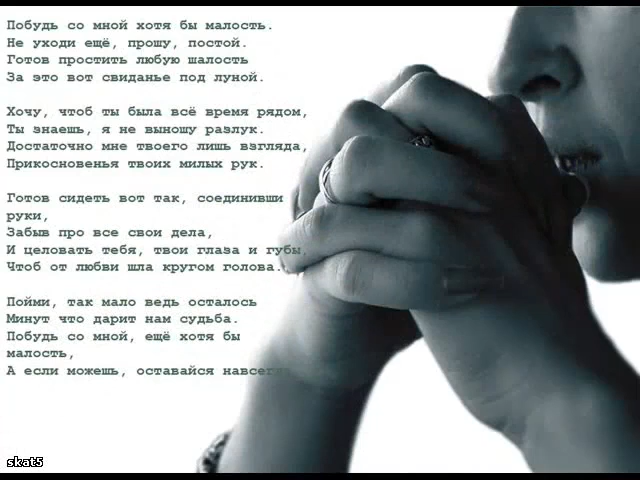 Побудь со мной хотя бы малость.
Не уходи ещё, прошу, постой.
Готов простить любую шалость
За это вот свиданье под луной.
Хочу, чтоб ты была всё время рядом,
Ты знаешь, я не выношу разлук.
Достаточно мне твоего лишь взгляда,
Прикосновенья твоих милых рук.
Готов сидеть вот так, соединивши
руки,
Забыв про все свои дела,
И целовать тебя, твои глаза и губы,
Чтоб от любви шла кругом голова.
Пойми, так мало ведь осталось
Минут что дарит нам судьба.
Побудь со мной, ещё хотя бы
малость,
А если можешь, оставайся навсегда
skat5